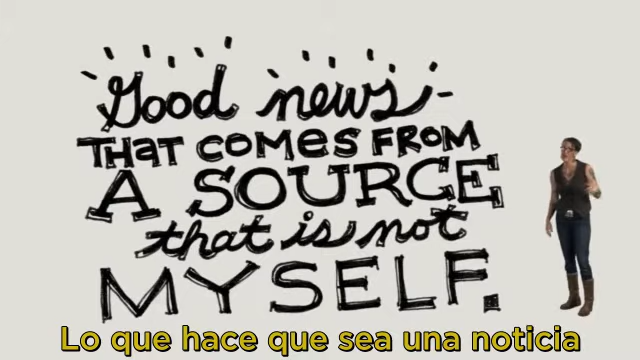 Good news
THAT COMES FROM
A SOURCE
that is not
MYSELF.
Lo que hace que sea una noticia